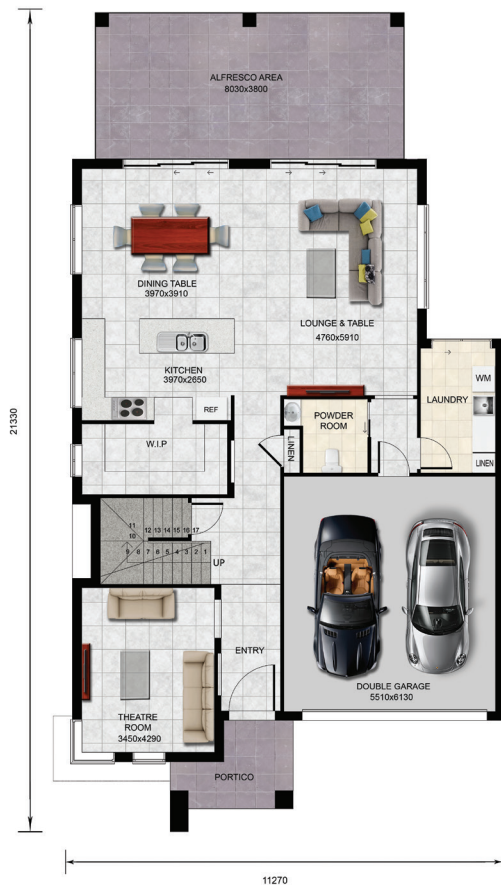 ALFRESCO AREA
8030x3800
DINING TABLE
3970x3910
LOUNGE & TABLE
4760x5910
KITCHEN
3970x2650
REF
W.I.P
LINEN
POWDER
ROOM
LAUNDRY
WM
LINEN
11
10
12 13 14 15 16 17
9 8 7 6 5 4 3 2 1
UP
ENTRY
THEATRE
ROOM
3450x4290
DOUBLE GARAGE
5510x6130
PORTICO
21330
11270